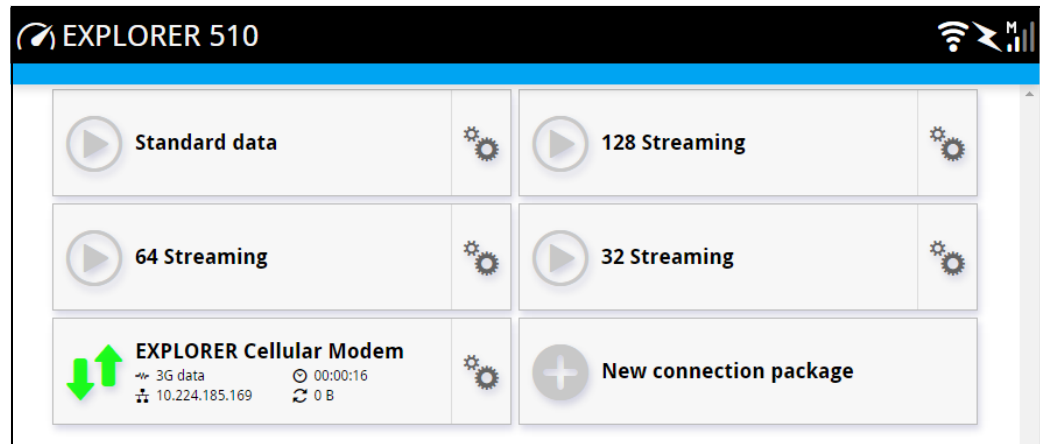 EXPLORER 510
M
Standard data
128 Streaming
64 Streaming
32 Streaming
EXPLORER Cellular Modem
3G data 00:00:16
10.224.185.169 0 B
New connection package